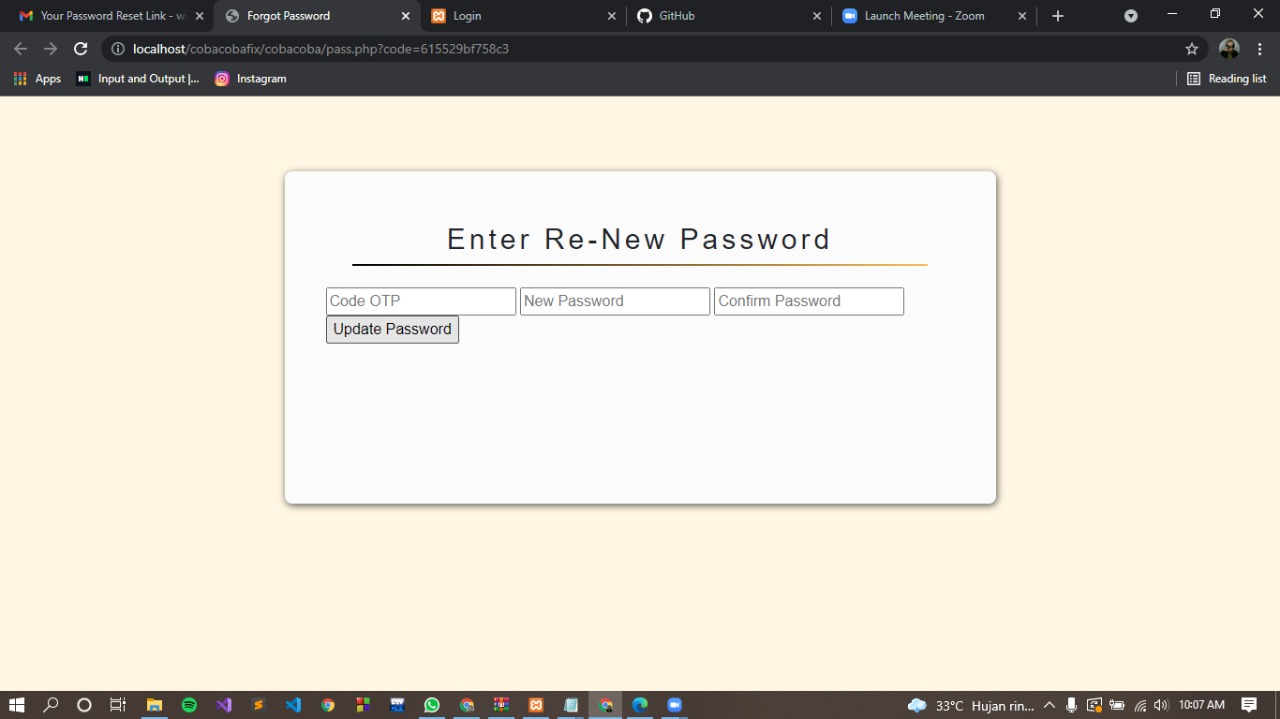 Your Password Reset Link - w
Forgot Password
Login
GitHub
Launch Meeting - Zoom
localhost/cobacobafix/cobacoba/pass.php?code=615529bf758c3
Apps
Input and Output |...
Instagram
Reading list
Enter Re-New Password
Code OTP
New Password
Confirm Password
Update Password
33°C Hujan rin...
10:07 AM